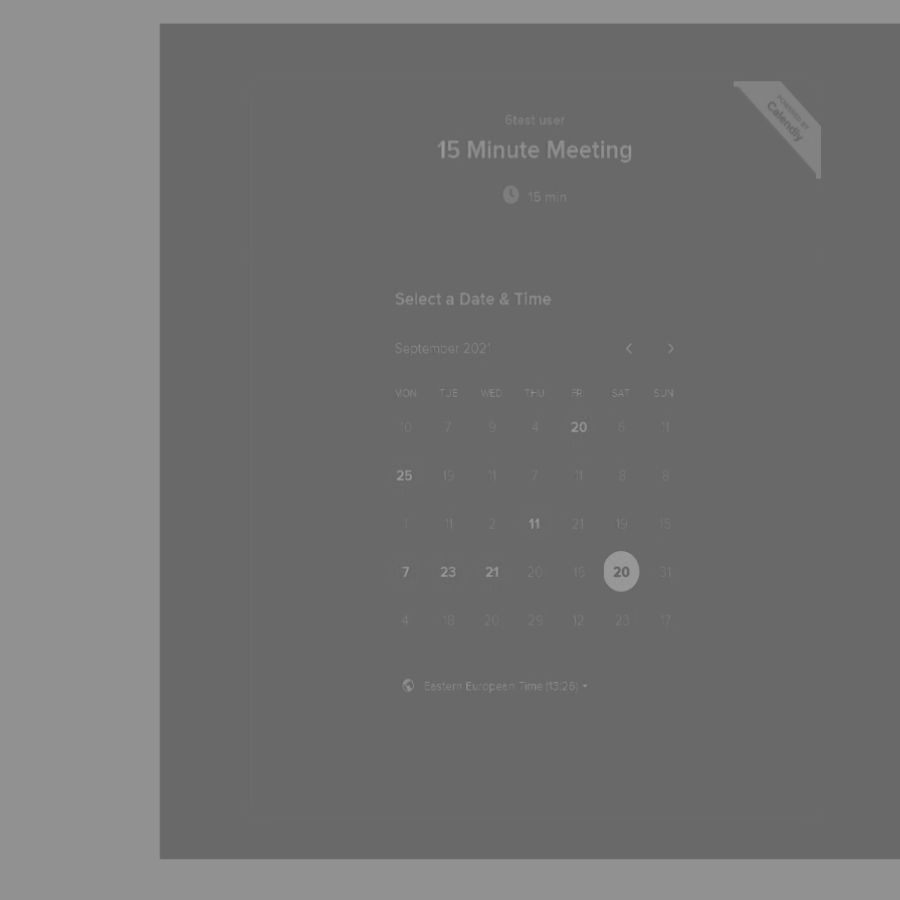 6test user
15 Minute Meeting
15 min
POWERED BY
Calendly
Select a Date & Time
September 2021
MON TUE WED THU FRI SAT SUN
10 7 9 4 20 6 11
25 19 11 7 11 8 8
1 11 2 11 21 19 15
7 23 21 20 20 31
4 18 20 29 12 23 17
Eastern European Time (13:26)